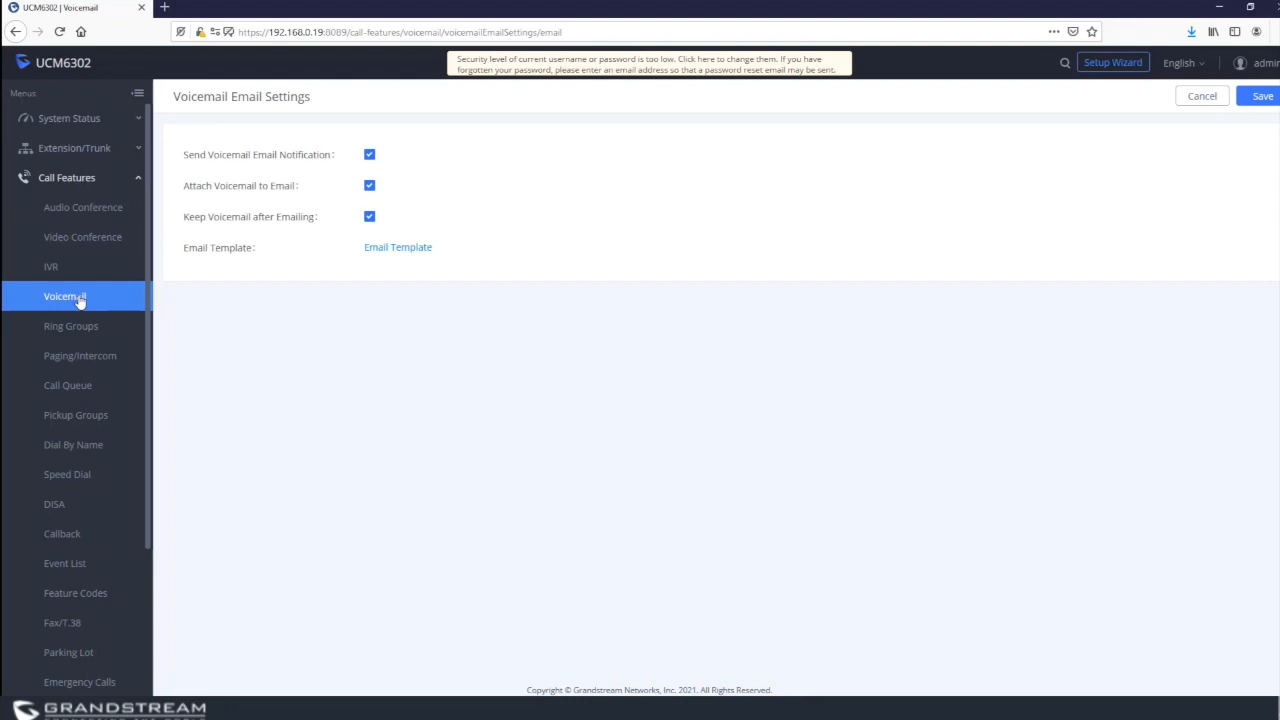 UCM6302 | Voicemail
https://192.168.0.19:8089/call-features/voicemail/voicemailEmailSettings/email
UCM6302
Security level of current username or password is too low. Click here to change them. If you have
forgotten your password, please enter an email address so that a password reset email may be sent.
Setup Wizard
English
admin
Menus
System Status
Extension/Trunk
Call Features
Audio Conference
Video Conference
IVR
Voicemail
Ring Groups
Paging/Intercom
Call Queue
Pickup Groups
Dial By Name
Speed Dial
DISA
Callback
Event List
Feature Codes
Fax/T.38
Parking Lot
Emergency Calls
Voicemail Email Settings
Cancel
Save
Send Voicemail Email Notification:
Attach Voicemail to Email:
Keep Voicemail after Emailing:
Email Template:
Email Template
Copyright © Grandstream Networks, Inc. 2021. All Rights Reserved.
GRANDSTREAM